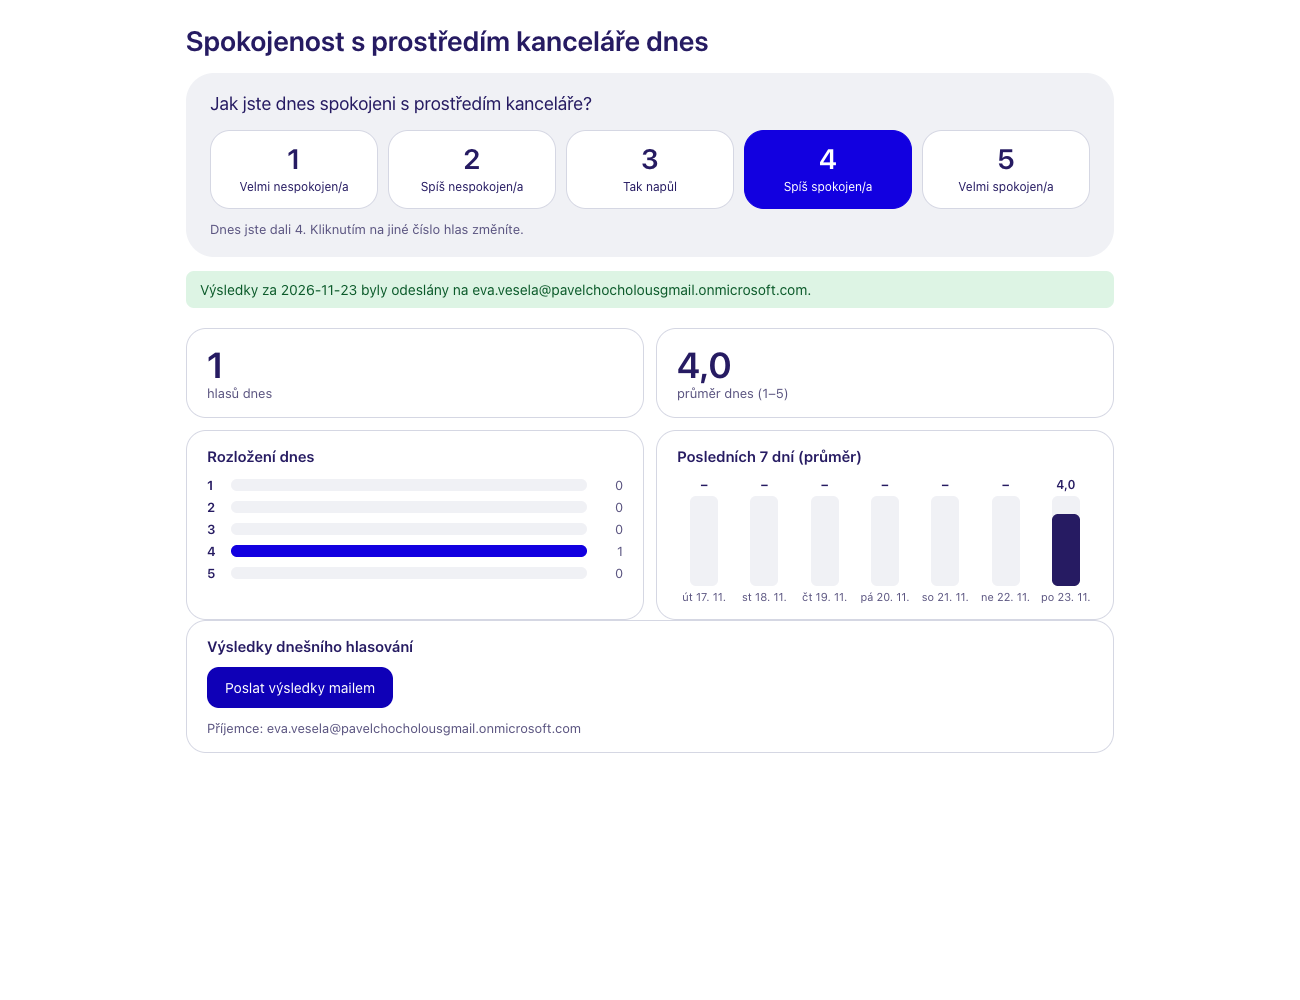 Spokojenost s prostředím kanceláře dnes
Jak jste dnes spokojeni s prostředím kanceláře?
1
Velmi nespokojen/a
2
Spíš nespokojen/a
3
Tak napůl
4
Spíš spokojen/a
5
Velmi spokojen/a
Dnes jste dali 4. Kliknutím na jiné číslo hlas změníte.
Výsledky za 2026-11-23 byly odeslány na eva.vesela@pavelchocholousgmail.onmicrosoft.com.
1
hlasů dnes
4,0
průměr dnes (1–5)
Rozložení dnes
1 0
2 0
3 0
4 1
5 0
Posledních 7 dní (průměr)
– – – – – – 4,0
út 17. 11. st 18. 11. čt 19. 11. pá 20. 11. so 21. 11. ne 22. 11. po 23. 11.
Výsledky dnešního hlasování
Poslat výsledky mailem
Příjemce: eva.vesela@pavelchocholousgmail.onmicrosoft.com